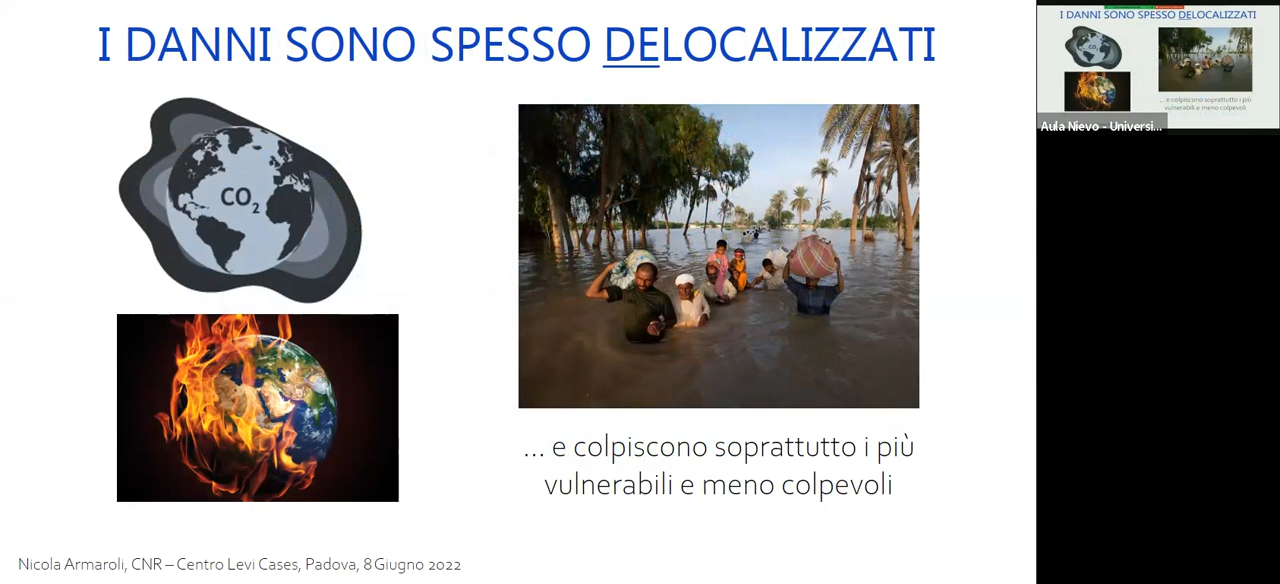 I DANNI SONO SPESSO DELOCALIZZATI
CO2
... e colpiscono soprattutto i più
vulnerabili e meno colpevoli
Nicola Armaroli, CNR – Centro Levi Cases, Padova, 8 Giugno 2022
I DANNI SONO SPESSO DELOCALIZZATI
CO2
... e colpiscono soprattutto i più
vulnerabili e meno colpevoli
Aula Nievo - Universi...